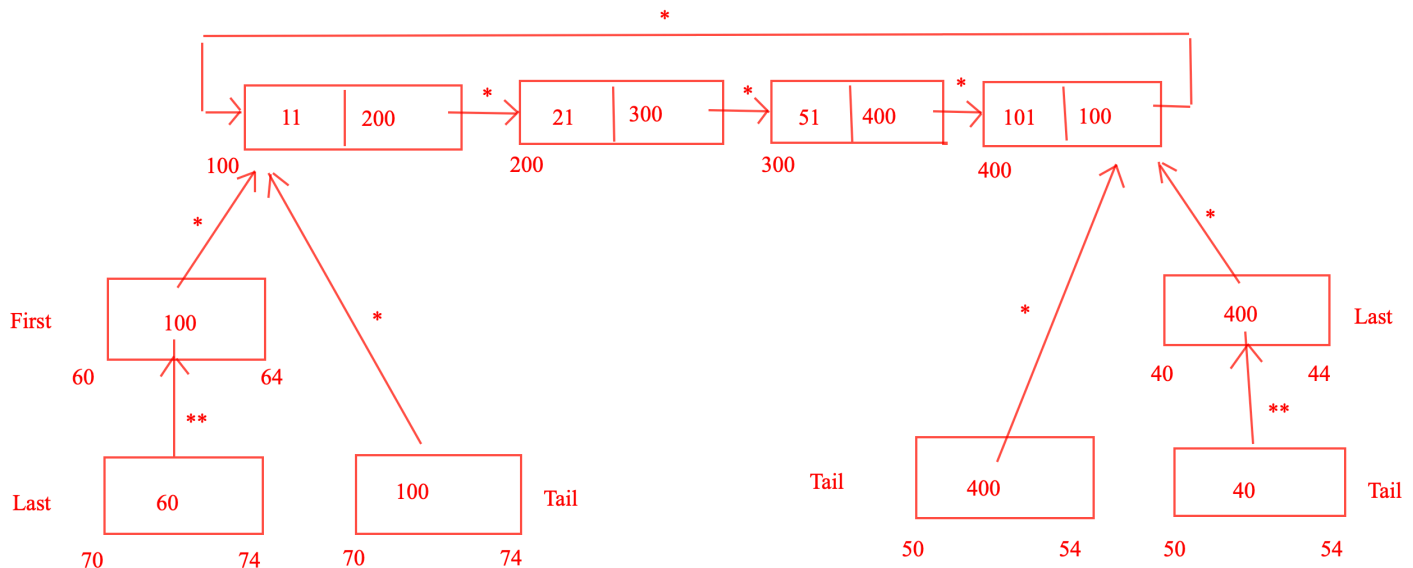 *
11 200 * 21 300 * 51 400 * 101 100
100 200 300 400
* *
First 100 * * 400 Last
60 64 40 44
** **
Last 60 100 Tail Tail 400 40 Tail
70 74 70 74 50 54 50 54